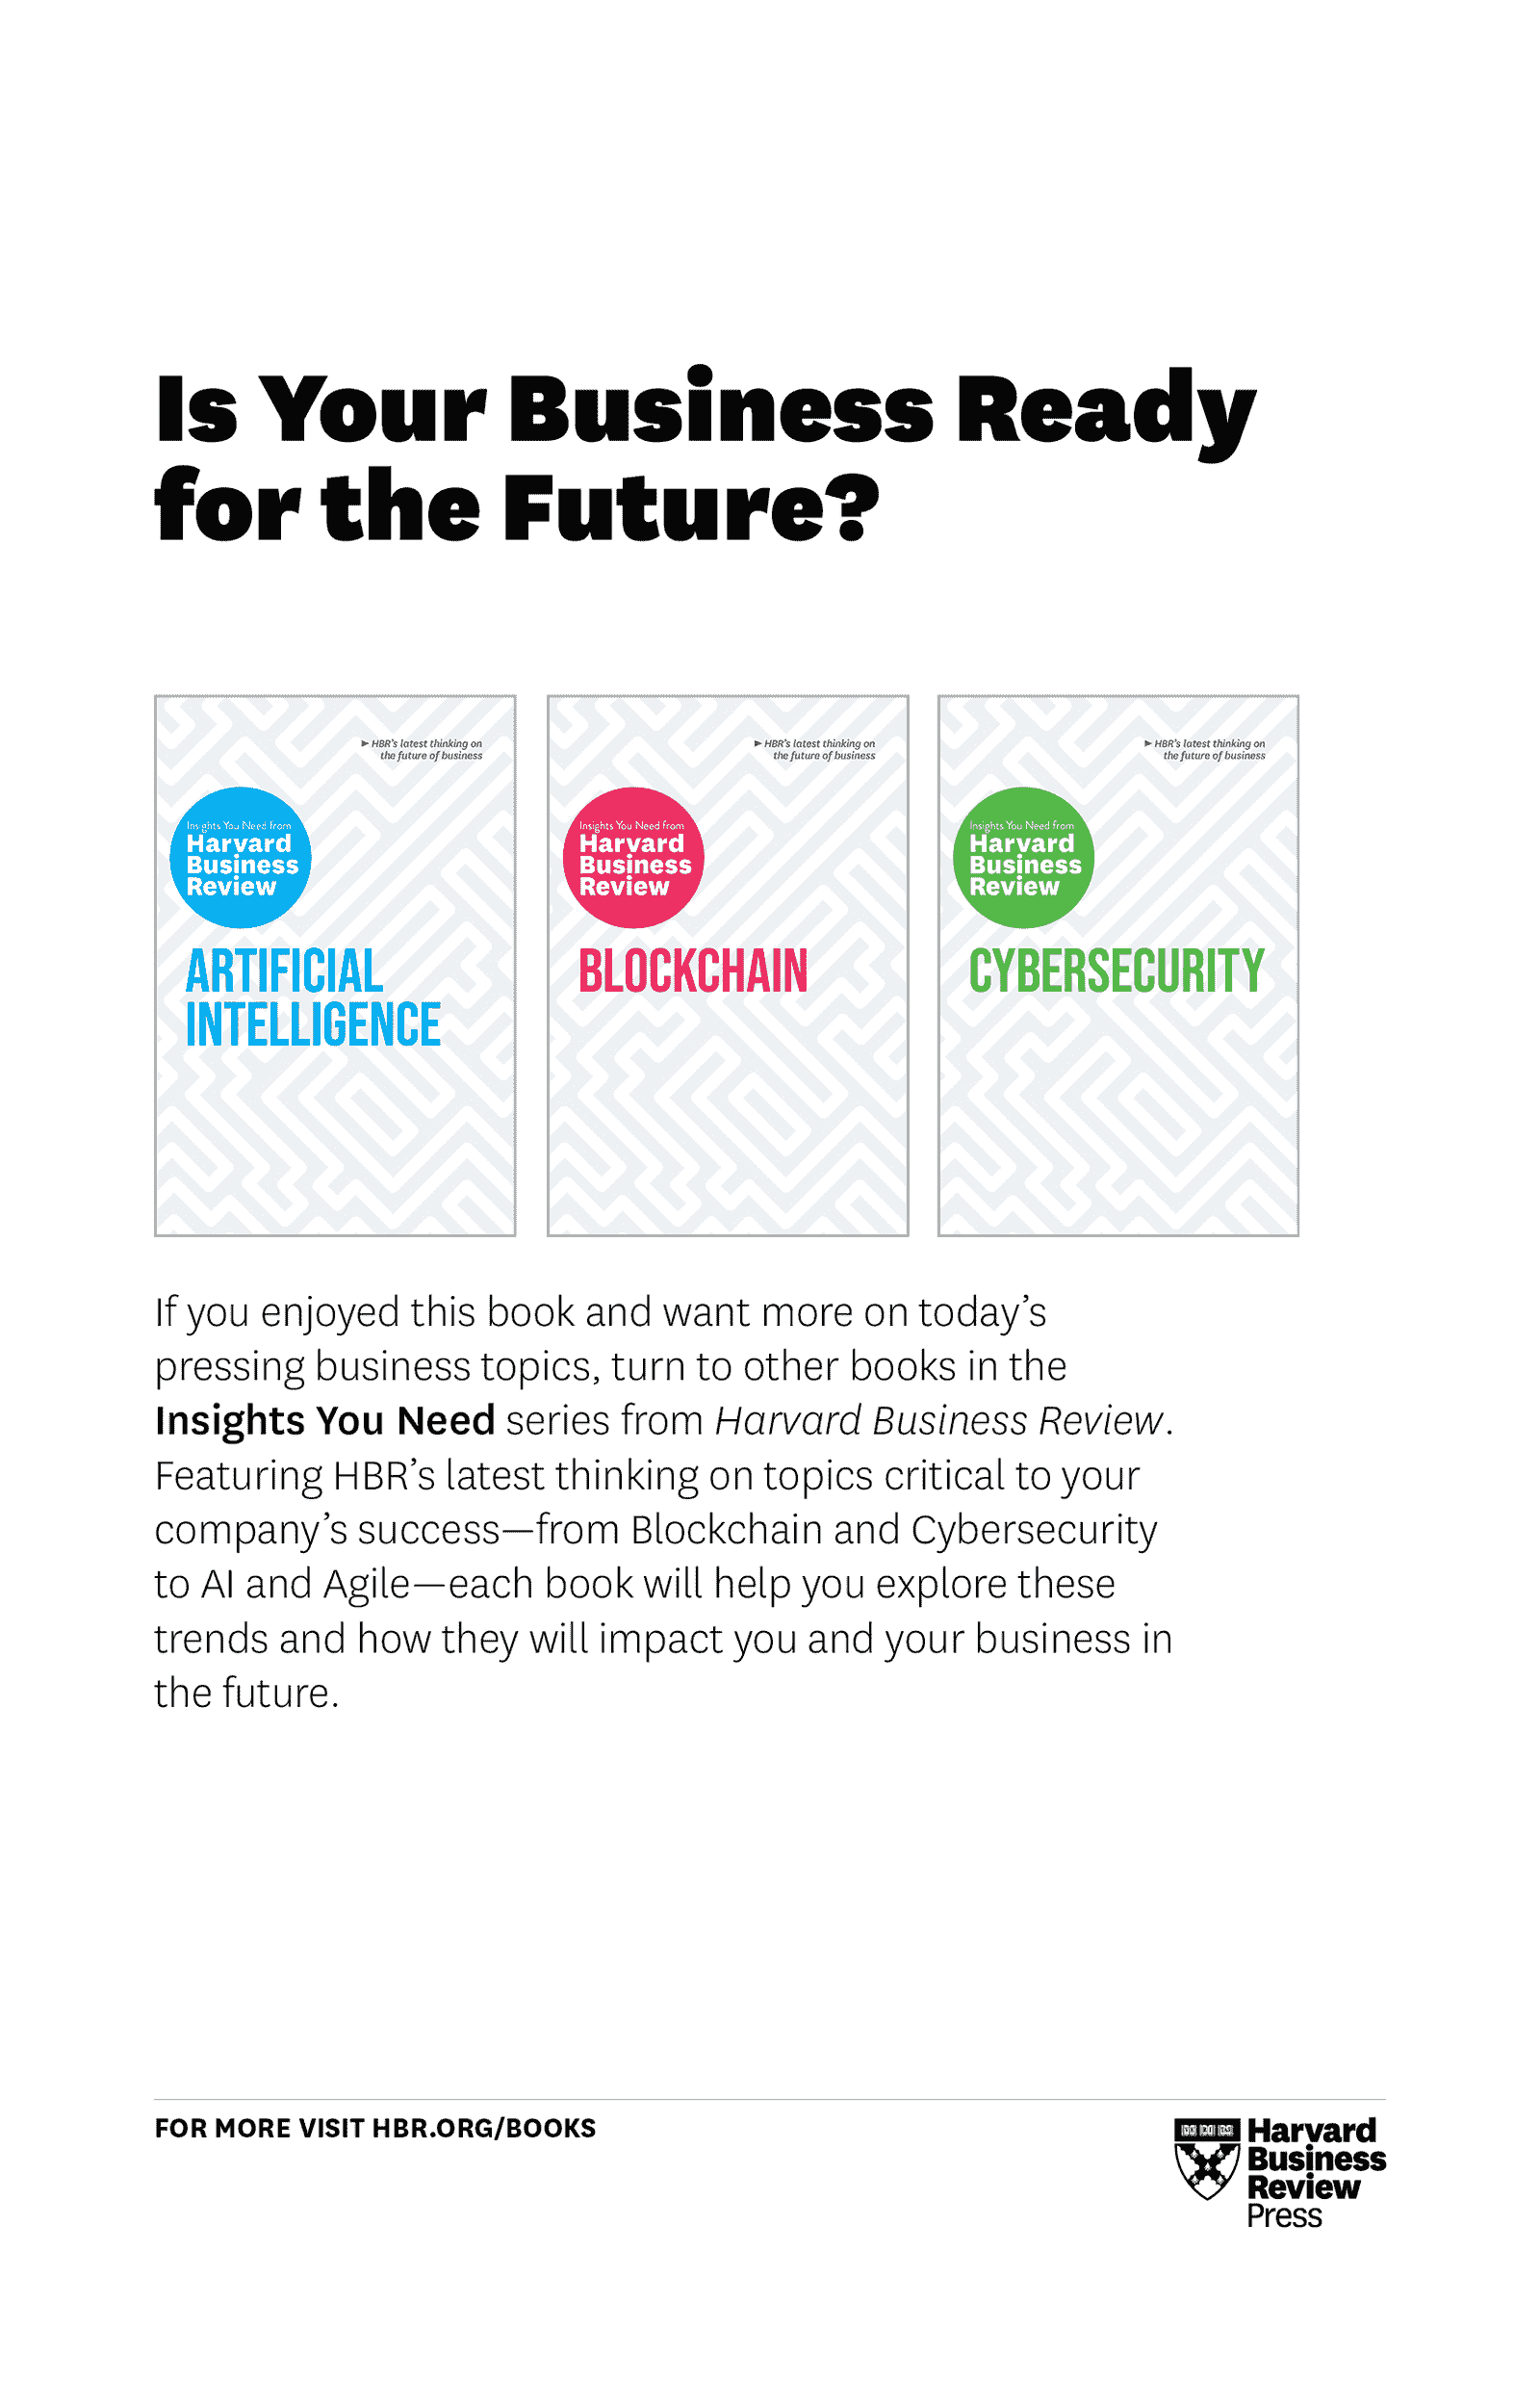 Is Your Business Ready
for the Future?
▶ HBR’s latest thinking on
the future of business
Insights You Need from
Harvard
Business
Review
ARTIFICIAL
INTELLIGENCE
▶ HBR’s latest thinking on
the future of business
Insights You Need from
Harvard
Business
Review
BLOCKCHAIN
▶ HBR’s latest thinking on
the future of business
Insights You Need from
Harvard
Business
Review
CYBERSECURITY
If you enjoyed this book and want more on today’s
pressing business topics, turn to other books in the
Insights You Need series from Harvard Business Review.
Featuring HBR’s latest thinking on topics critical to your
company’s success—from Blockchain and Cybersecurity
to AI and Agile—each book will help you explore these
trends and how they will impact you and your business in
the future.
FOR MORE VISIT HBR.ORG/BOOKS
Harvard
Business
Review
Press